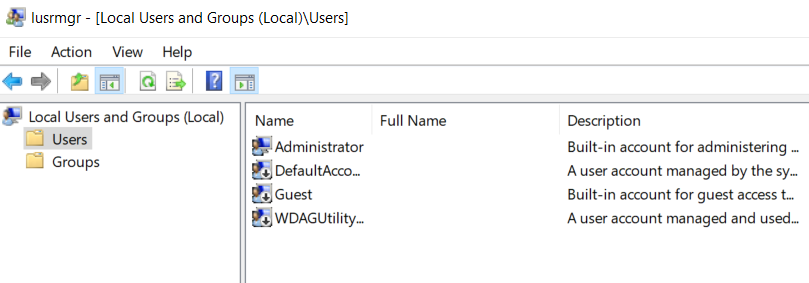 lusrmgr - [Local Users and Groups (Local)\Users]
File Action View Help
Local Users and Groups (Local)
Users
Groups
Name Full Name Description
Administrator Built-in account for administering ...
DefaultAcco... A user account managed by the sy...
Guest Built-in account for guest access t...
WDAGUtility... A user account managed and used...